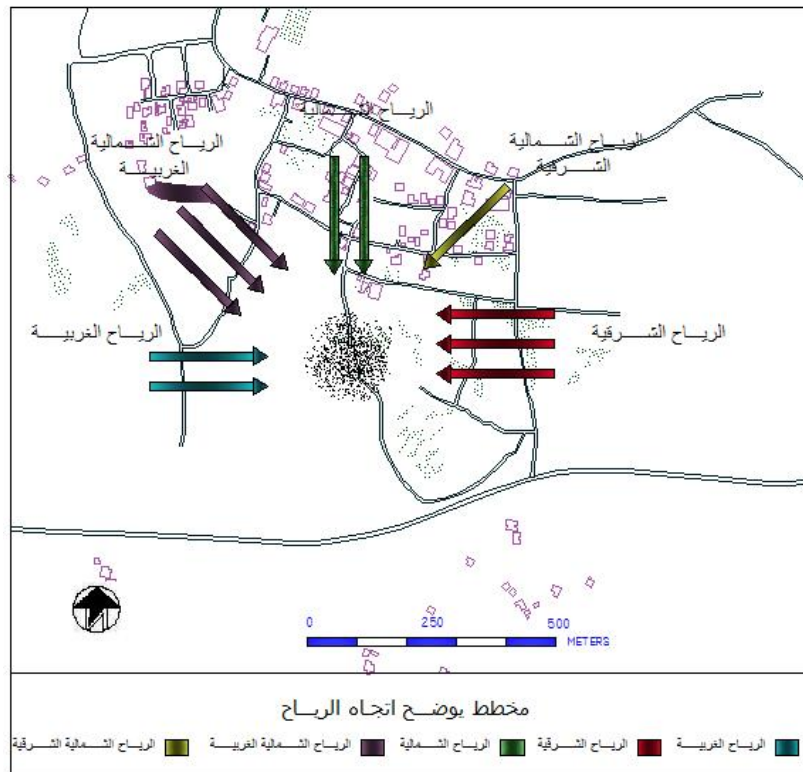 الرياح الشمالية
الرياح الشمالية
الغربية
الرياح الشمالية
الشرقية
الرياح الغربية
الرياح الشرقية
0 250 500
METERS
مخطط يوضح اتجاه الرياح
الرياح الغربية الرياح الشرقية الرياح الشمالية الرياح الشمالية الغربية الرياح الشمالية الشرقية